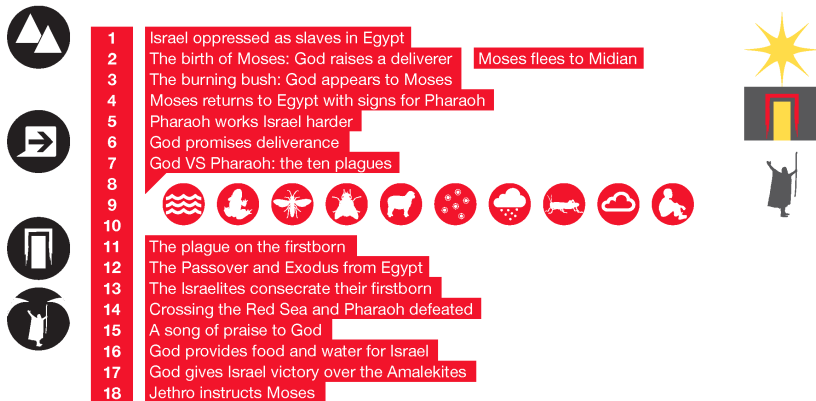 1 Israel oppressed as slaves in Egypt
2 The birth of Moses: God raises a deliverer Moses flees to Midian
3 The burning bush: God appears to Moses
4 Moses returns to Egypt with signs for Pharaoh
5 Pharaoh works Israel harder
6 God promises deliverance
7 God VS Pharaoh: the ten plagues
8
9
10
11 The plague on the firstborn
12 The Passover and Exodus from Egypt
13 The Israelites consecrate their firstborn
14 Crossing the Red Sea and Pharaoh defeated
15 A song of praise to God
16 God provides food and water for Israel
17 God gives Israel victory over the Amalekites
18 Jethro instructs Moses